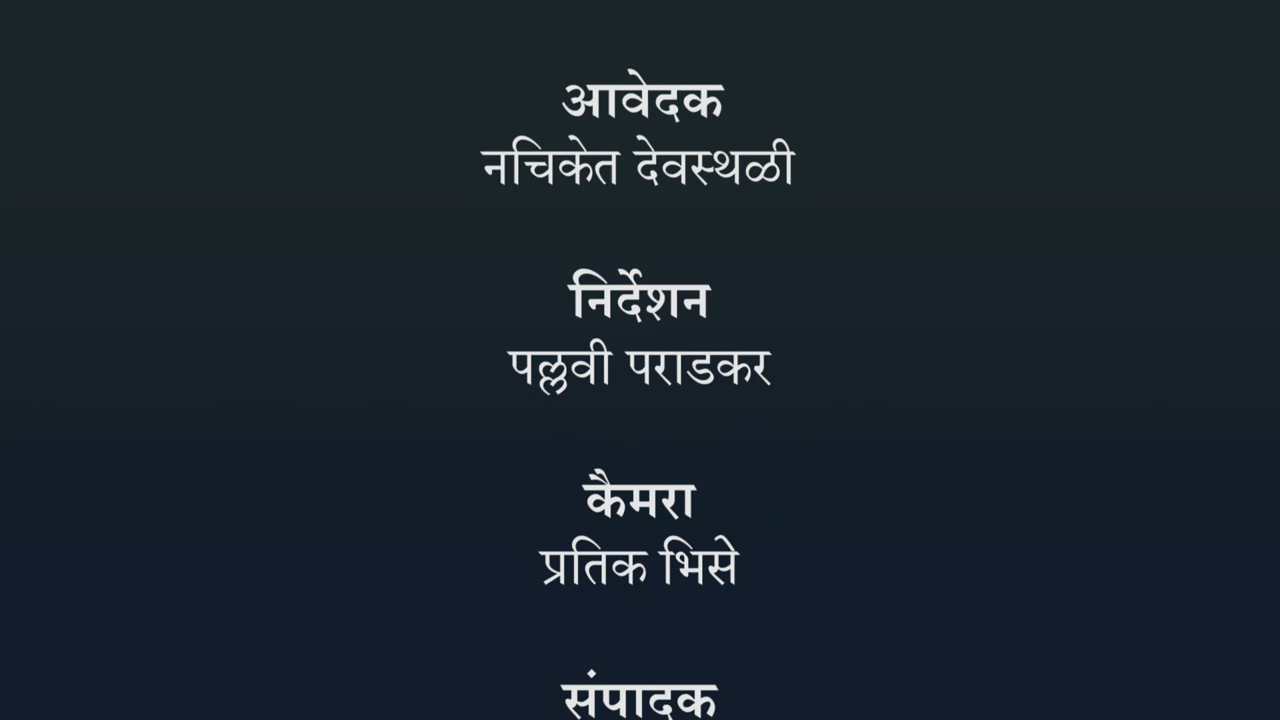 आवेदक
नचिकेत देवस्थळी
निर्देशन
पल्लवी पराडकर
कैमरा
प्रतिक भिसे
संपादक